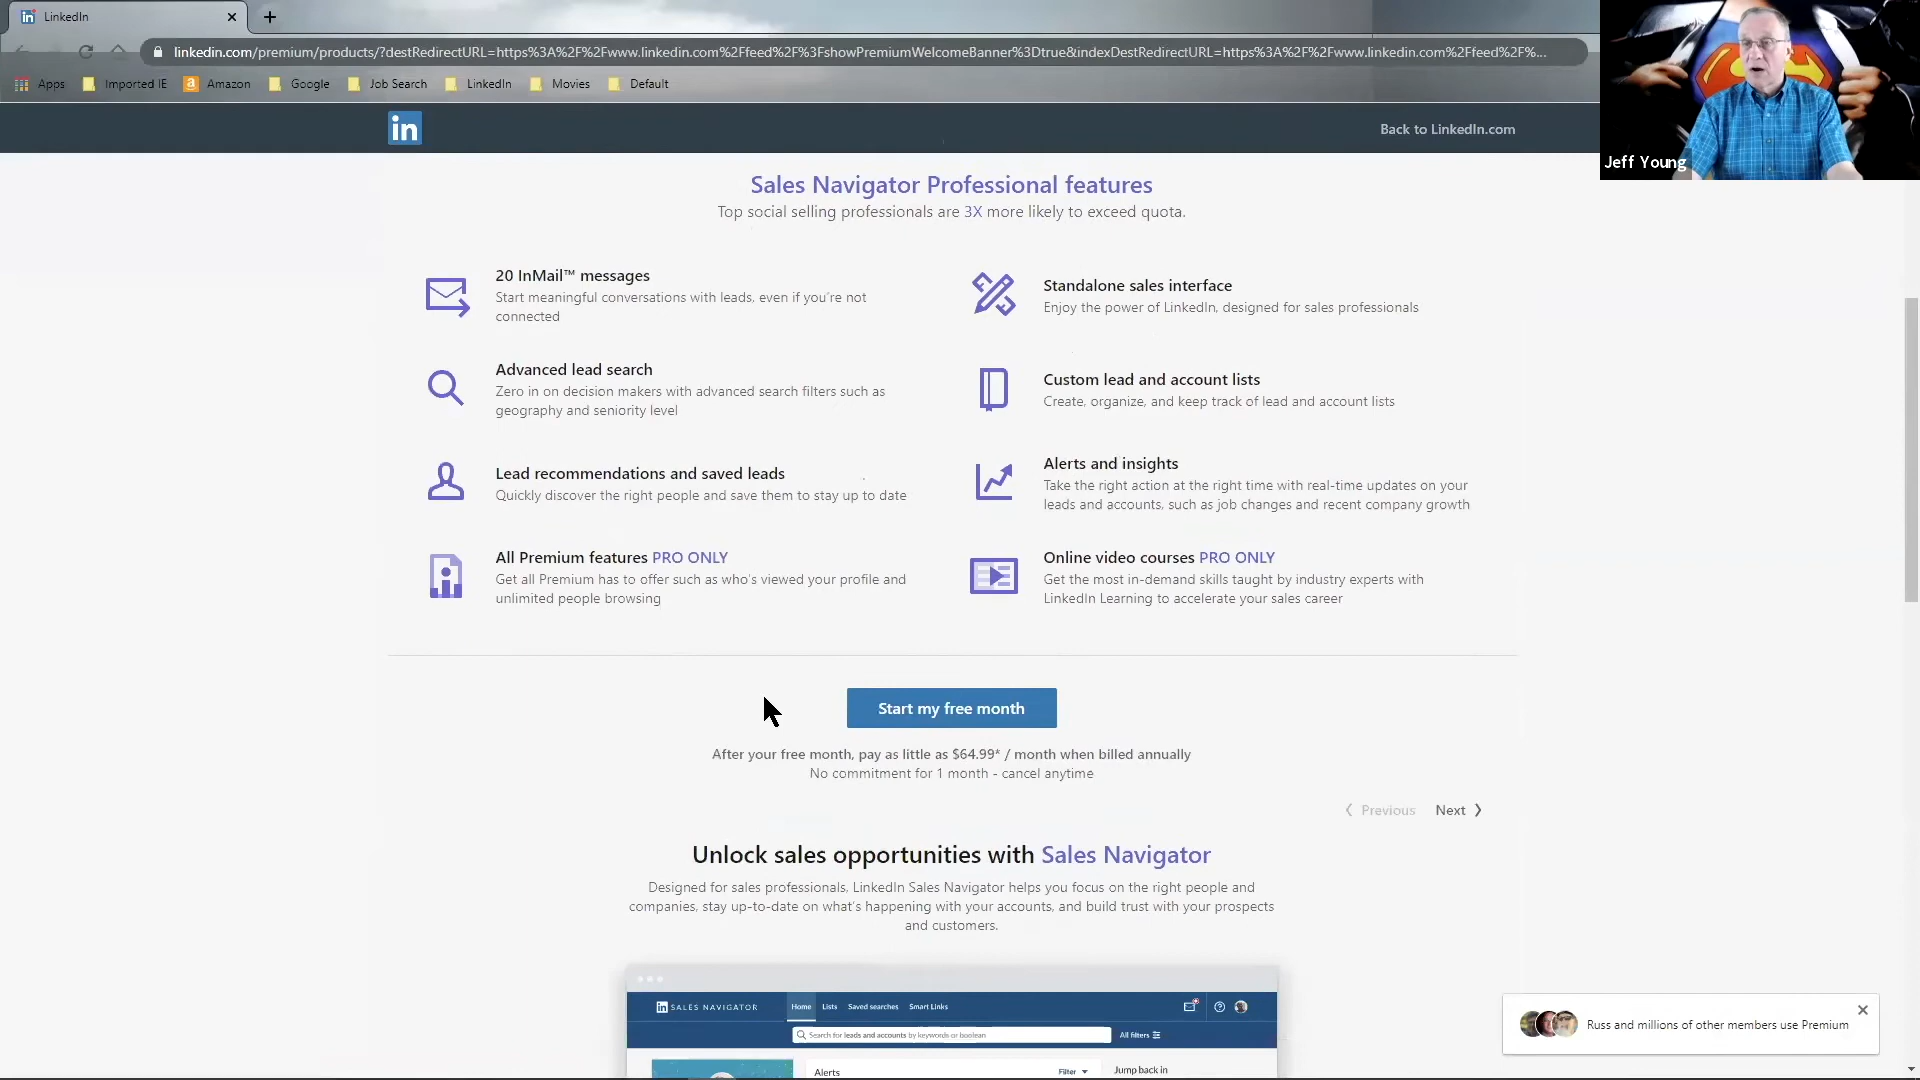 LinkedIn
linkedin.com/premium/products/?destRedirectURL=https%3A%2F%2Fwww.linkedin.com%2Ffeed%2F%3FshowPremiumWelcomeBanner%3Dtrue&indexDestRedirectURL=https%3A%2F%2Fwww.linkedin.com%2Ffeed%2F%...
Apps Imported IE Amazon Google Job Search LinkedIn Movies Default
in
Back to LinkedIn.com
Jeff Young
Sales Navigator Professional features
Top social selling professionals are 3X more likely to exceed quota.
20 InMail™ messages
Start meaningful conversations with leads, even if you're not
connected
Standalone sales interface
Enjoy the power of LinkedIn, designed for sales professionals
Advanced lead search
Zero in on decision makers with advanced search filters such as
geography and seniority level
Custom lead and account lists
Create, organize, and keep track of lead and account lists
Lead recommendations and saved leads
Quickly discover the right people and save them to stay up to date
Alerts and insights
Take the right action at the right time with real-time updates on your
leads and accounts, such as job changes and recent company growth
All Premium features PRO ONLY
Get all Premium has to offer such as who's viewed your profile and
unlimited people browsing
Online video courses PRO ONLY
Get the most in-demand skills taught by industry experts with
LinkedIn Learning to accelerate your sales career
Start my free month
After your free month, pay as little as $64.99* / month when billed annually
No commitment for 1 month - cancel anytime
Previous Next
Unlock sales opportunities with Sales Navigator
Designed for sales professionals, LinkedIn Sales Navigator helps you focus on the right people and
companies, stay up-to-date on what's happening with your accounts, and build trust with your prospects
and customers.
in SALES NAVIGATOR Home Lists Saved searches Smart Links
Search for leads and accounts by keywords or boolean All filters
Alerts Filter Jump back in
Russ and millions of other members use Premium